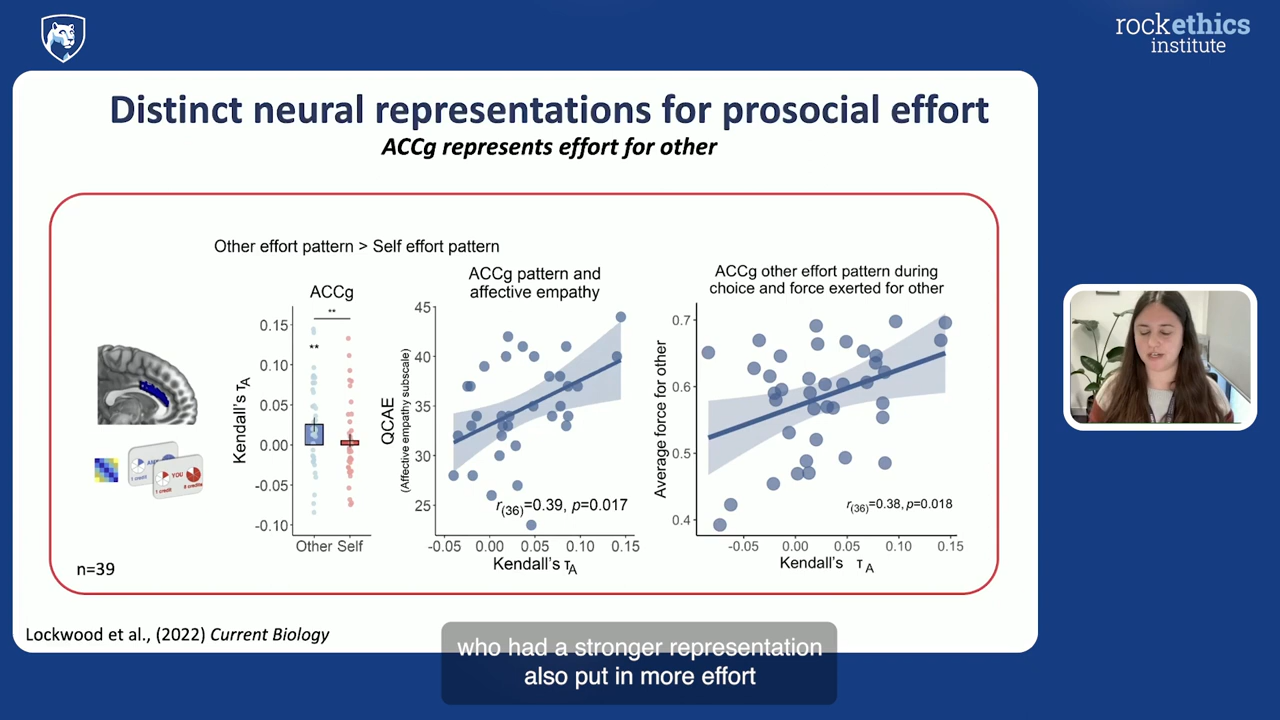 rockethics
institute
Distinct neural representations for prosocial effort
ACCg represents effort for other
Other effort pattern > Self effort pattern
ACCg
**
**
0.15
0.10
0.05
0.00
-0.05
-0.10
Kendall's τA
Other Self
ACCg pattern and
affective empathy
45
40
35
30
25
QCAE
(Affective empathy subscale)
r(36)=0.39, p=0.017
-0.05 0.00 0.05 0.10 0.15
Kendall's τA
ACCg other effort pattern during
choice and force exerted for other
0.7
0.6
0.5
0.4
Average force for other
r(36)=0.38, p=0.018
-0.05 0.00 0.05 0.10 0.15
Kendall's τA
1 credit
YOU
1 credit
8 credits
n=39
Lockwood et al., (2022) Current Biology
who had a stronger representation
also put in more effort